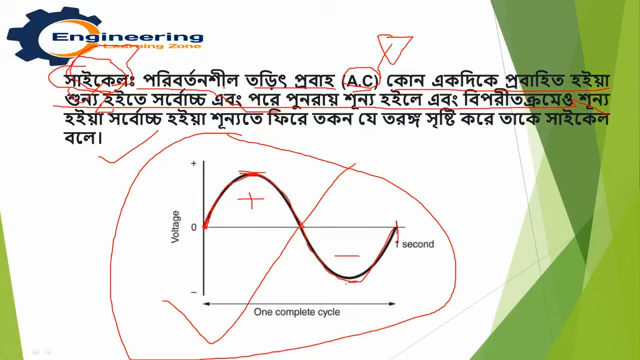 Engineering
Learning Zone
সাইকেলঃ পরিবর্তনশীল তড়িৎ প্রবাহ (A.C) কোন একদিকে প্রবাহিত হইয়া
শুন্য হইতে সর্বোচ্চ এবং পরে পুনরায় শূন্য হইলে এবং বিপরীতক্রমেও শূন্য
হইয়া সর্বোচ্চ হইয়া শূন্যতে ফিরে তকন যে তরঙ্গ সৃষ্টি করে তাকে সাইকেল
বলে।
+
+
Voltage
0
1 second
−
−
One complete cycle